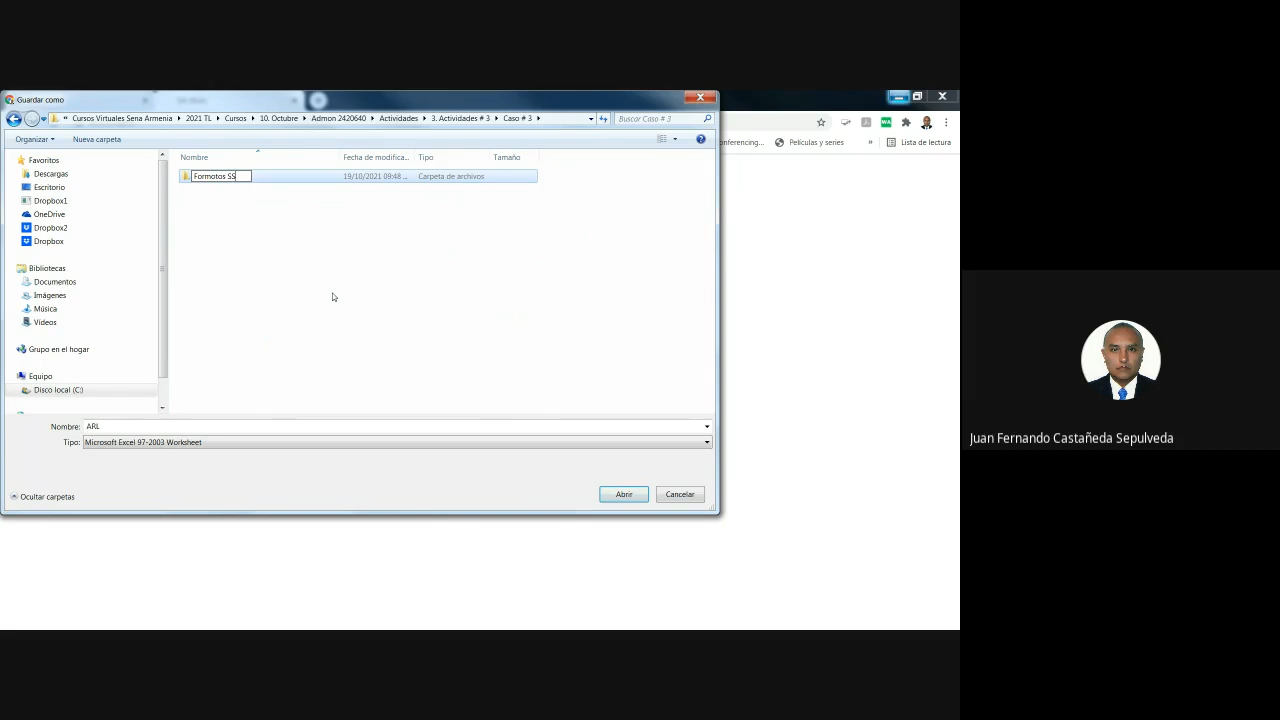 Guardar como
« Cursos Virtuales Sena Armenia ▸ 2021 TL ▸ Cursos ▸ 10. Octubre ▸ Admon 2420640 ▸ Actividades ▸ 3. Actividades # 3 ▸ Caso # 3 ▸
Buscar Caso # 3
Organizar
Nueva carpeta
Favoritos
Descargas
Escritorio
Dropbox1
OneDrive
Dropbox2
Dropbox
Bibliotecas
Documentos
Imágenes
Música
Vídeos
Grupo en el hogar
Equipo
Disco local (C:)
Nombre
Fecha de modifica...
Tipo
Tamaño
Formotos SS
19/10/2021 09:48 ...
Carpeta de archivos
Nombre: ARL
Tipo: Microsoft Excel 97-2003 Worksheet
Ocultar carpetas
Abrir
Cancelar
onferencing...
Películas y series
»
Lista de lectura
Juan Fernando Castañeda Sepulveda